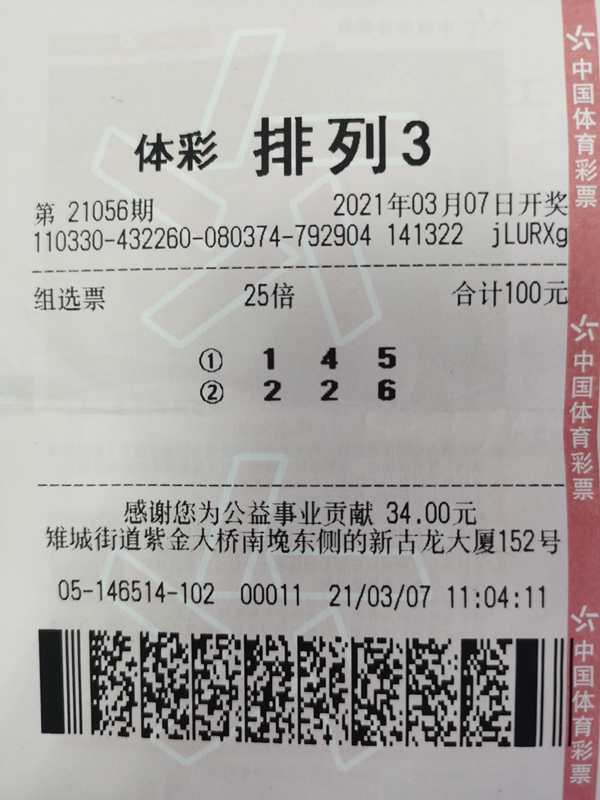 体彩 排列3
第 21056期 2021年03月07日开奖
110330-432260-080374-792904 141322 jLURXg
组选票 25倍 合计100元
① 1 4 5
② 2 2 6
感谢您为公益事业贡献 34.00元
雉城街道紫金大桥南堍东侧的新古龙大厦152号
05-146514-102 00011 21/03/07 11:04:11
中国体育彩票
中国体育彩票
中国体育彩票